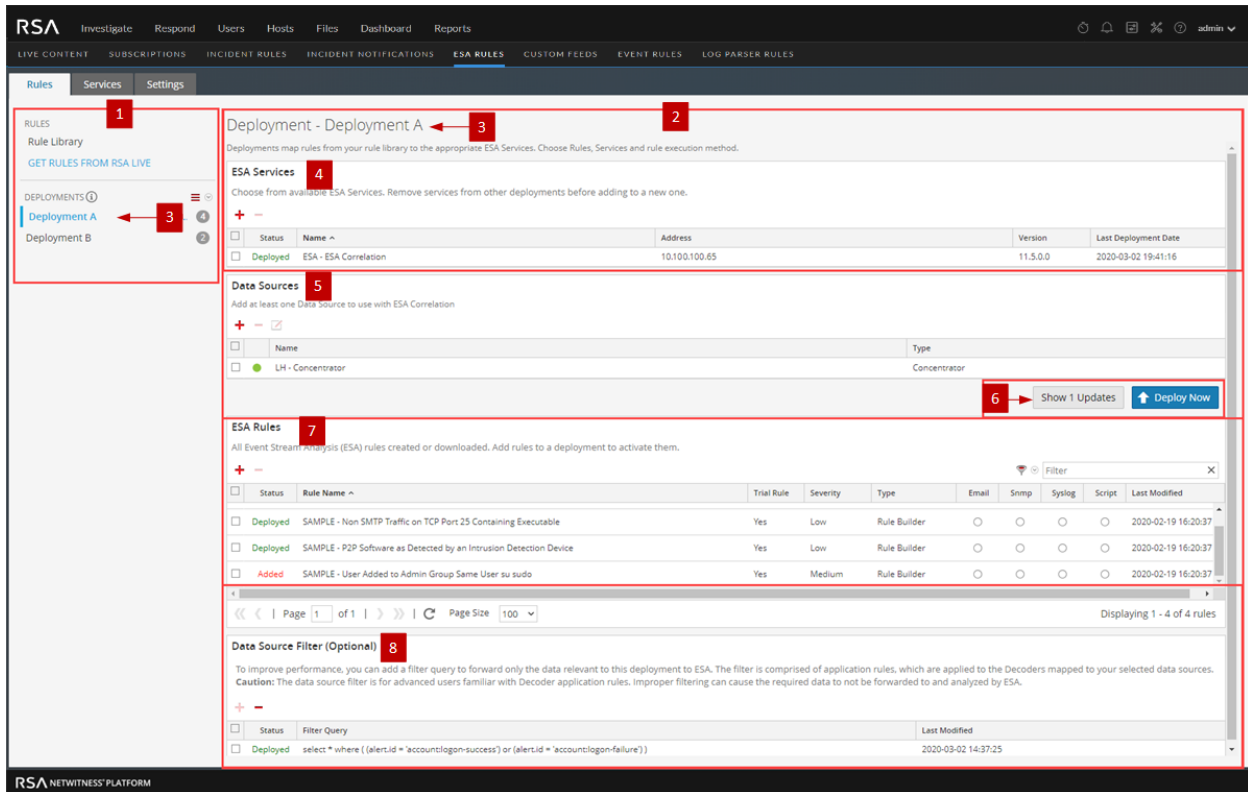 RSA Investigate Respond Users Hosts Files Dashboard Reports admin
LIVE CONTENT SUBSCRIPTIONS INCIDENT RULES INCIDENT NOTIFICATIONS ESA RULES CUSTOM FEEDS EVENT RULES LOG PARSER RULES
Rules Services Settings
1
RULES
Rule Library
GET RULES FROM RSA LIVE
DEPLOYMENTS
Deployment A 3 4
Deployment B 2
2
Deployment - Deployment A 3
Deployments map rules from your rule library to the appropriate ESA Services. Choose Rules, Services and rule execution method.
ESA Services 4
Choose from available ESA Services. Remove services from other deployments before adding to a new one.
Status Name Address Version Last Deployment Date
Deployed ESA - ESA Correlation 10.100.100.65 11.5.0.0 2020-03-02 19:41:16
Data Sources 5
Add at least one Data Source to use with ESA Correlation
Name Type
LH - Concentrator Concentrator
6 Show 1 Updates Deploy Now
ESA Rules 7
All Event Stream Analysis (ESA) rules created or downloaded. Add rules to a deployment to activate them.
Filter X
Status Rule Name Trial Rule Severity Type Email Snmp Syslog Script Last Modified
Deployed SAMPLE - Non SMTP Traffic on TCP Port 25 Containing Executable Yes Low Rule Builder 2020-02-19 16:20:37
Deployed SAMPLE - P2P Software as Detected by an Intrusion Detection Device Yes Low Rule Builder 2020-02-19 16:20:37
Added SAMPLE - User Added to Admin Group Same User su sudo Yes Medium Rule Builder 2020-02-19 16:20:37
Page 1 of 1 Page Size 100 Displaying 1 - 4 of 4 rules
Data Source Filter (Optional) 8
To improve performance, you can add a filter query to forward only the data relevant to this deployment to ESA. The filter is comprised of application rules, which are applied to the Decoders mapped to your selected data sources.
Caution: The data source filter is for advanced users familiar with Decoder application rules. Improper filtering can cause the required data to not be forwarded to and analyzed by ESA.
Status Filter Query Last Modified
Deployed select * where ( (alert.id = 'account:logon-success') or (alert.id = 'account:logon-failure') ) 2020-03-02 14:37:25
RSA NETWITNESS® PLATFORM